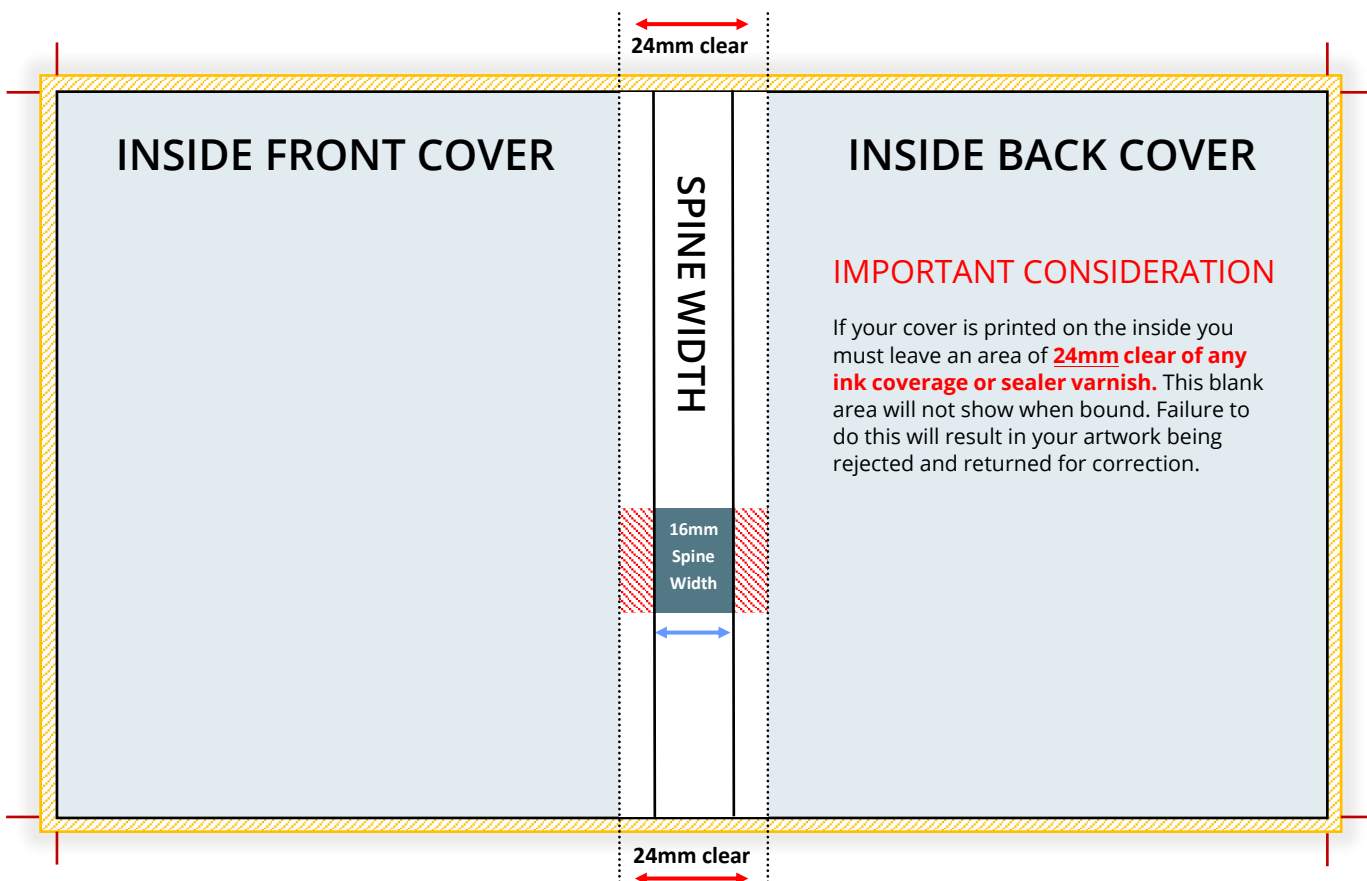 24mm clear
INSIDE FRONT COVER
SPINE WIDTH
INSIDE BACK COVER
IMPORTANT CONSIDERATION
If your cover is printed on the inside you
must leave an area of 24mm clear of any
ink coverage or sealer varnish. This blank
area will not show when bound. Failure to
do this will result in your artwork being
rejected and returned for correction.
16mm
Spine
Width
24mm clear